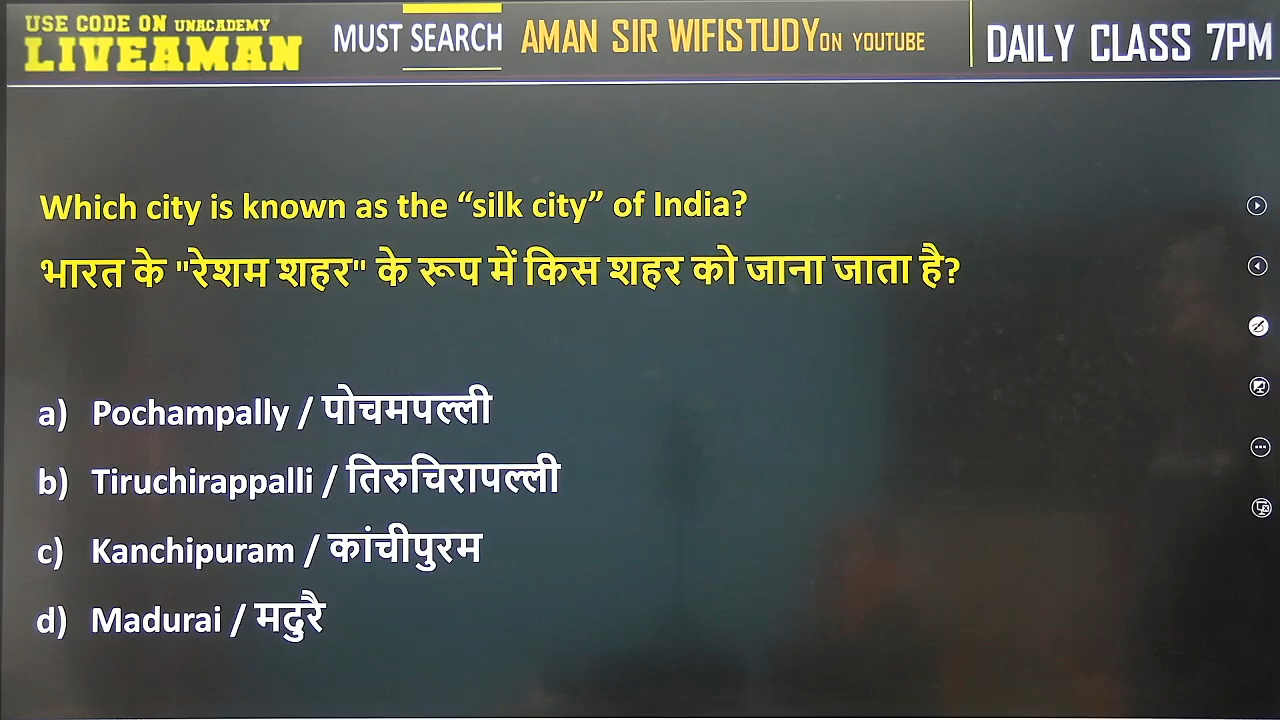 USE CODE ON UNACADEMY
LIVEAMAN
MUST SEARCH AMAN SIR WIFISTUDY ON YOUTUBE
DAILY CLASS 7PM
Which city is known as the “silk city” of India?
भारत के "रेशम शहर" के रूप में किस शहर को जाना जाता है?
a) Pochampally / पोचमपल्ली
b) Tiruchirappalli / तिरुचिरापल्ली
c) Kanchipuram / कांचीपुरम
d) Madurai / मदुरै